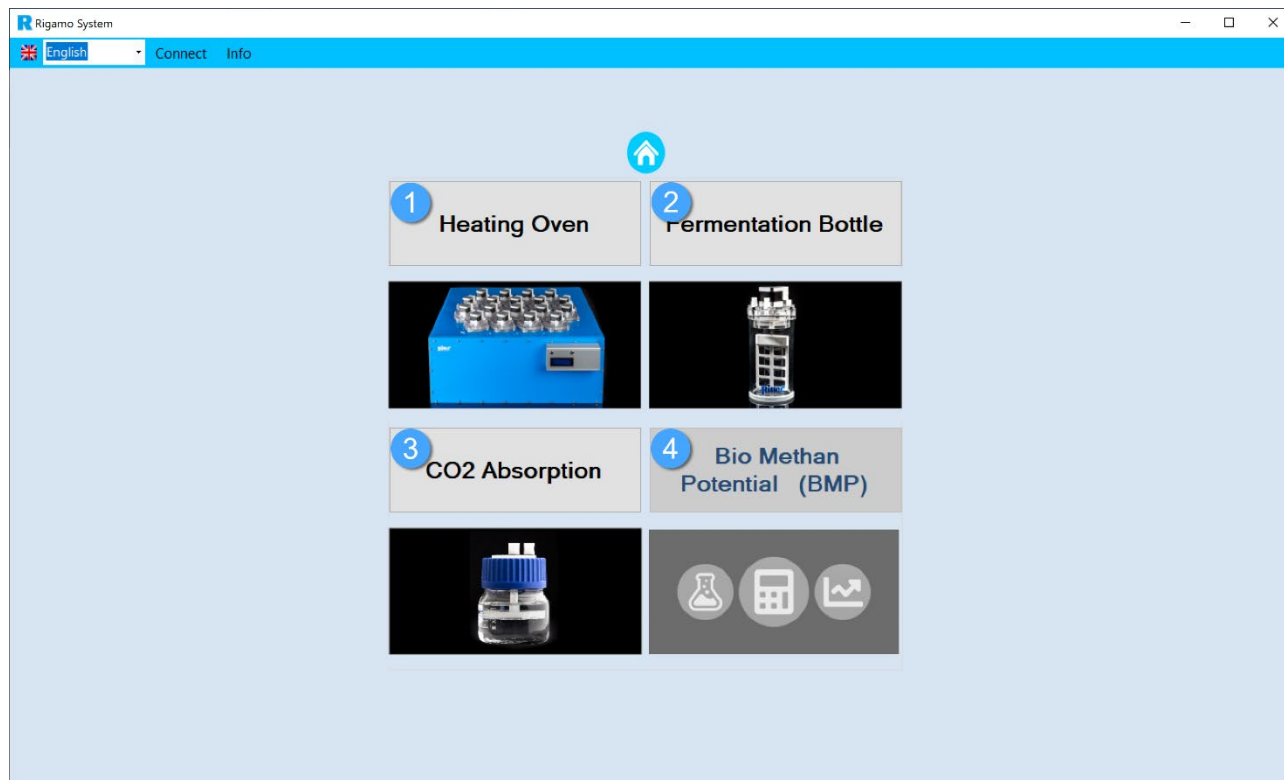 Rigamo System
English Connect Info
1
Heating Oven
2
Fermentation Bottle
3
CO2 Absorption
4
Bio Methan
Potential (BMP)
Ritter